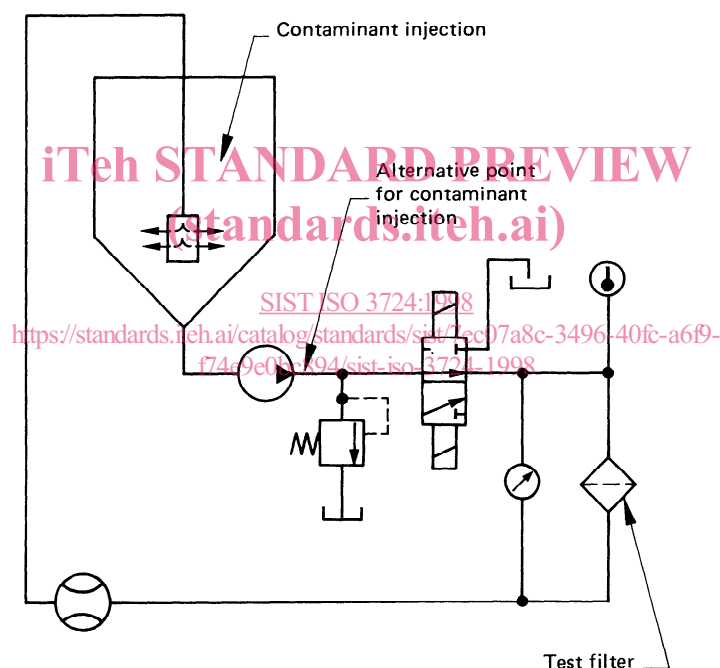 Contaminant injection
iTeh STANDARD PREVIEW
Alternative point
for contaminant
injection
(standards.iteh.ai)
SIST ISO 3724:1998
https://standards.iteh.ai/catalog/standards/sist/7ec07a8c-3496-40fc-a6f9-
f74e9e0bc894/sist-iso-3724-1998
Test filter